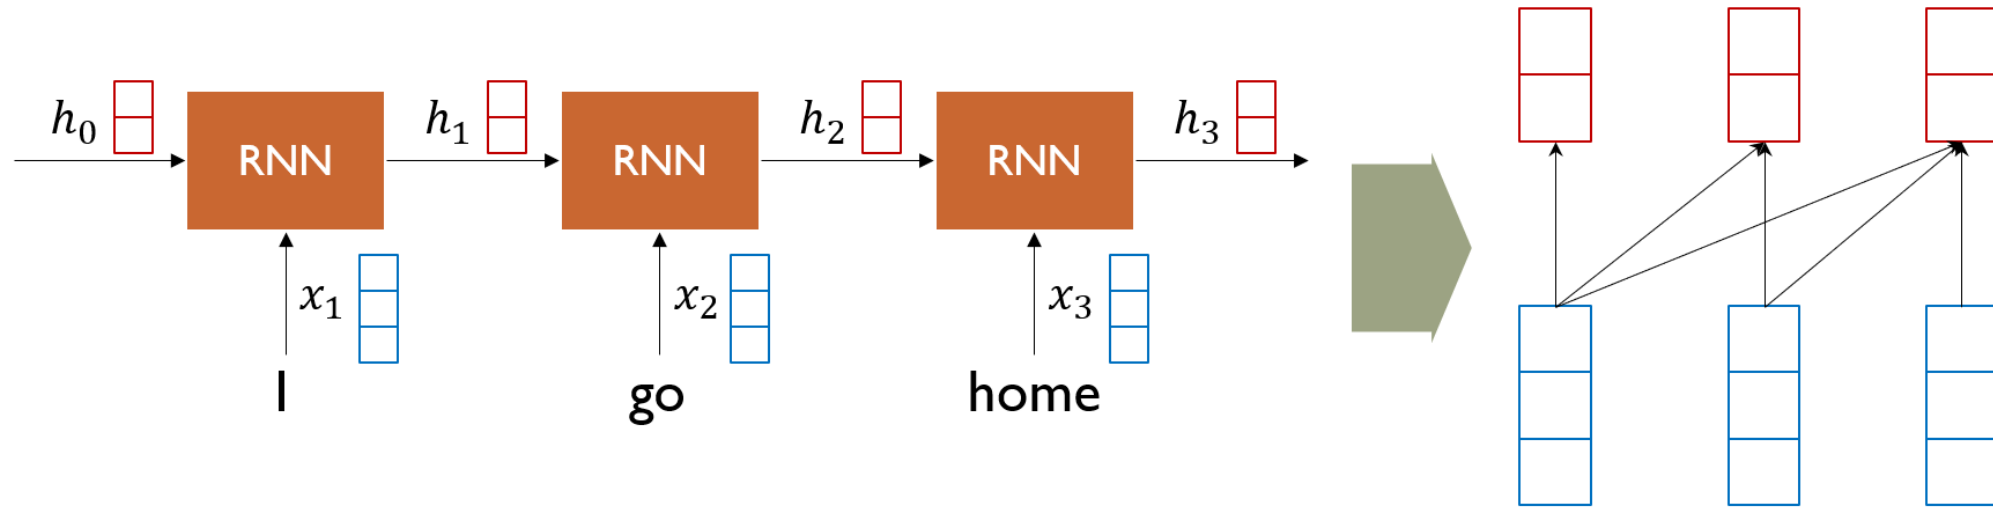 h₀ RNN h₁ RNN h₂ RNN h₃
x₁ x₂ x₃
I go home